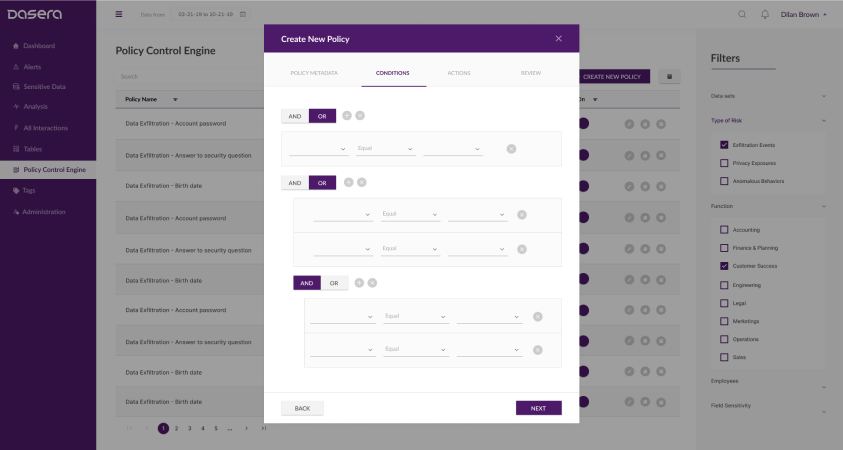 Dasera
Data from 03-21-19 to 10-21-19
Dilan Brown
Dashboard
Alerts
Sensitive Data
Analysis
All Interactions
Tables
Policy Control Engine
Tags
Administration
Policy Control Engine
Search
CREATE NEW POLICY
Policy Name
On
Data Exfiltration - Account password
Data Exfiltration - Answer to security question
Data Exfiltration - Birth date
Data Exfiltration - Account password
Data Exfiltration - Answer to security question
Data Exfiltration - Birth date
Data Exfiltration - Account password
Data Exfiltration - Answer to security question
Data Exfiltration - Birth date
Data Exfiltration - Birth date
1 2 3 4 5 ...
Create New Policy
POLICY METADATA CONDITIONS ACTIONS REVIEW
AND OR
Equal
AND OR
Equal
Equal
AND OR
Equal
Equal
BACK NEXT
Filters
Data sets
Type of Risk
Exfiltration Events
Privacy Exposures
Anomalous Behaviors
Function
Accounting
Finance & Planning
Customer Success
Engineering
Legal
Marketings
Operations
Sales
Employees
Field Sensitivity